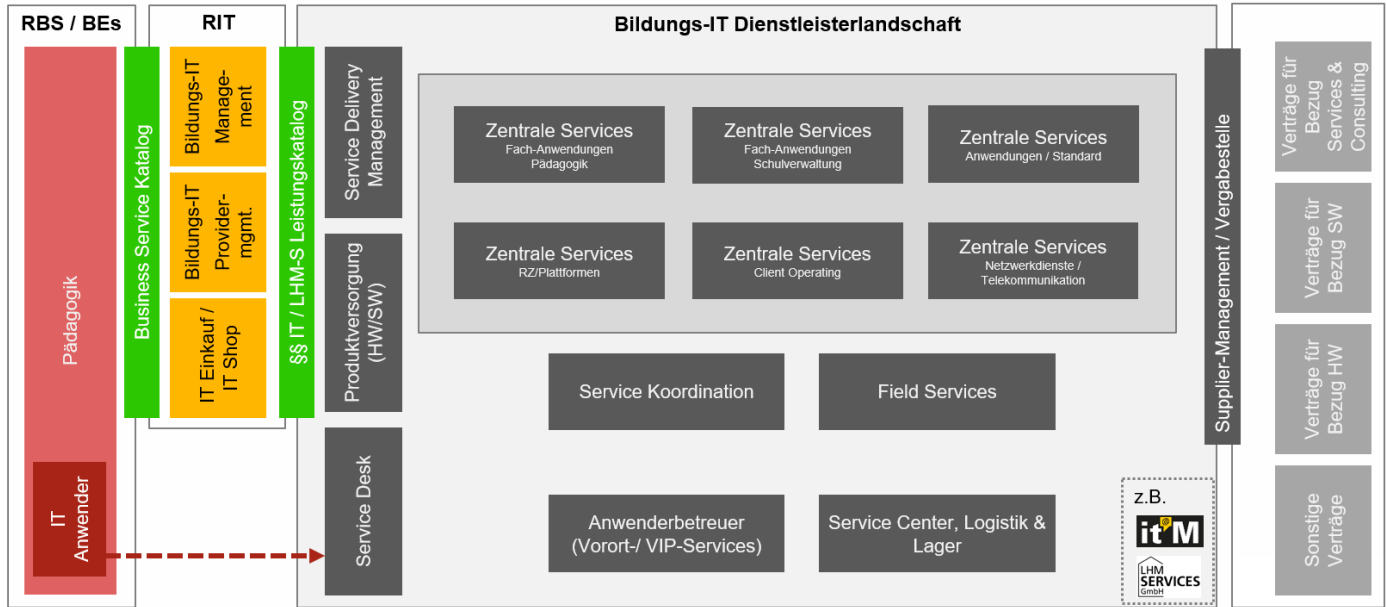 RBS / BEs
RIT
Bildungs-IT Dienstleisterlandschaft
Pädagogik
IT
Anwender
Business Service Katalog
Bildungs-IT
Manage-
ment
Bildungs-IT
Provider-
mgmt.
IT Einkauf /
IT Shop
§§ IT / LHM-S Leistungskatalog
Service Delivery
Management
Produktversorgung
(HW/SW)
Service Desk
Zentrale Services
Fach-Anwendungen
Pädagogik
Zentrale Services
Fach-Anwendungen
Schulverwaltung
Zentrale Services
Anwendungen / Standard
Zentrale Services
RZ/Plattformen
Zentrale Services
Client Operating
Zentrale Services
Netzwerkdienste /
Telekommunikation
Service Koordination
Field Services
Anwenderbetreuer
(Vorort-/ VIP-Services)
Service Center, Logistik &
Lager
z.B.
it@M
LHM
SERVICES
GmbH
Supplier-Management / Vergabestelle
Verträge für
Bezug
Services &
Consulting
Verträge für
Bezug SW
Verträge für
Bezug HW
Sonstige
Verträge